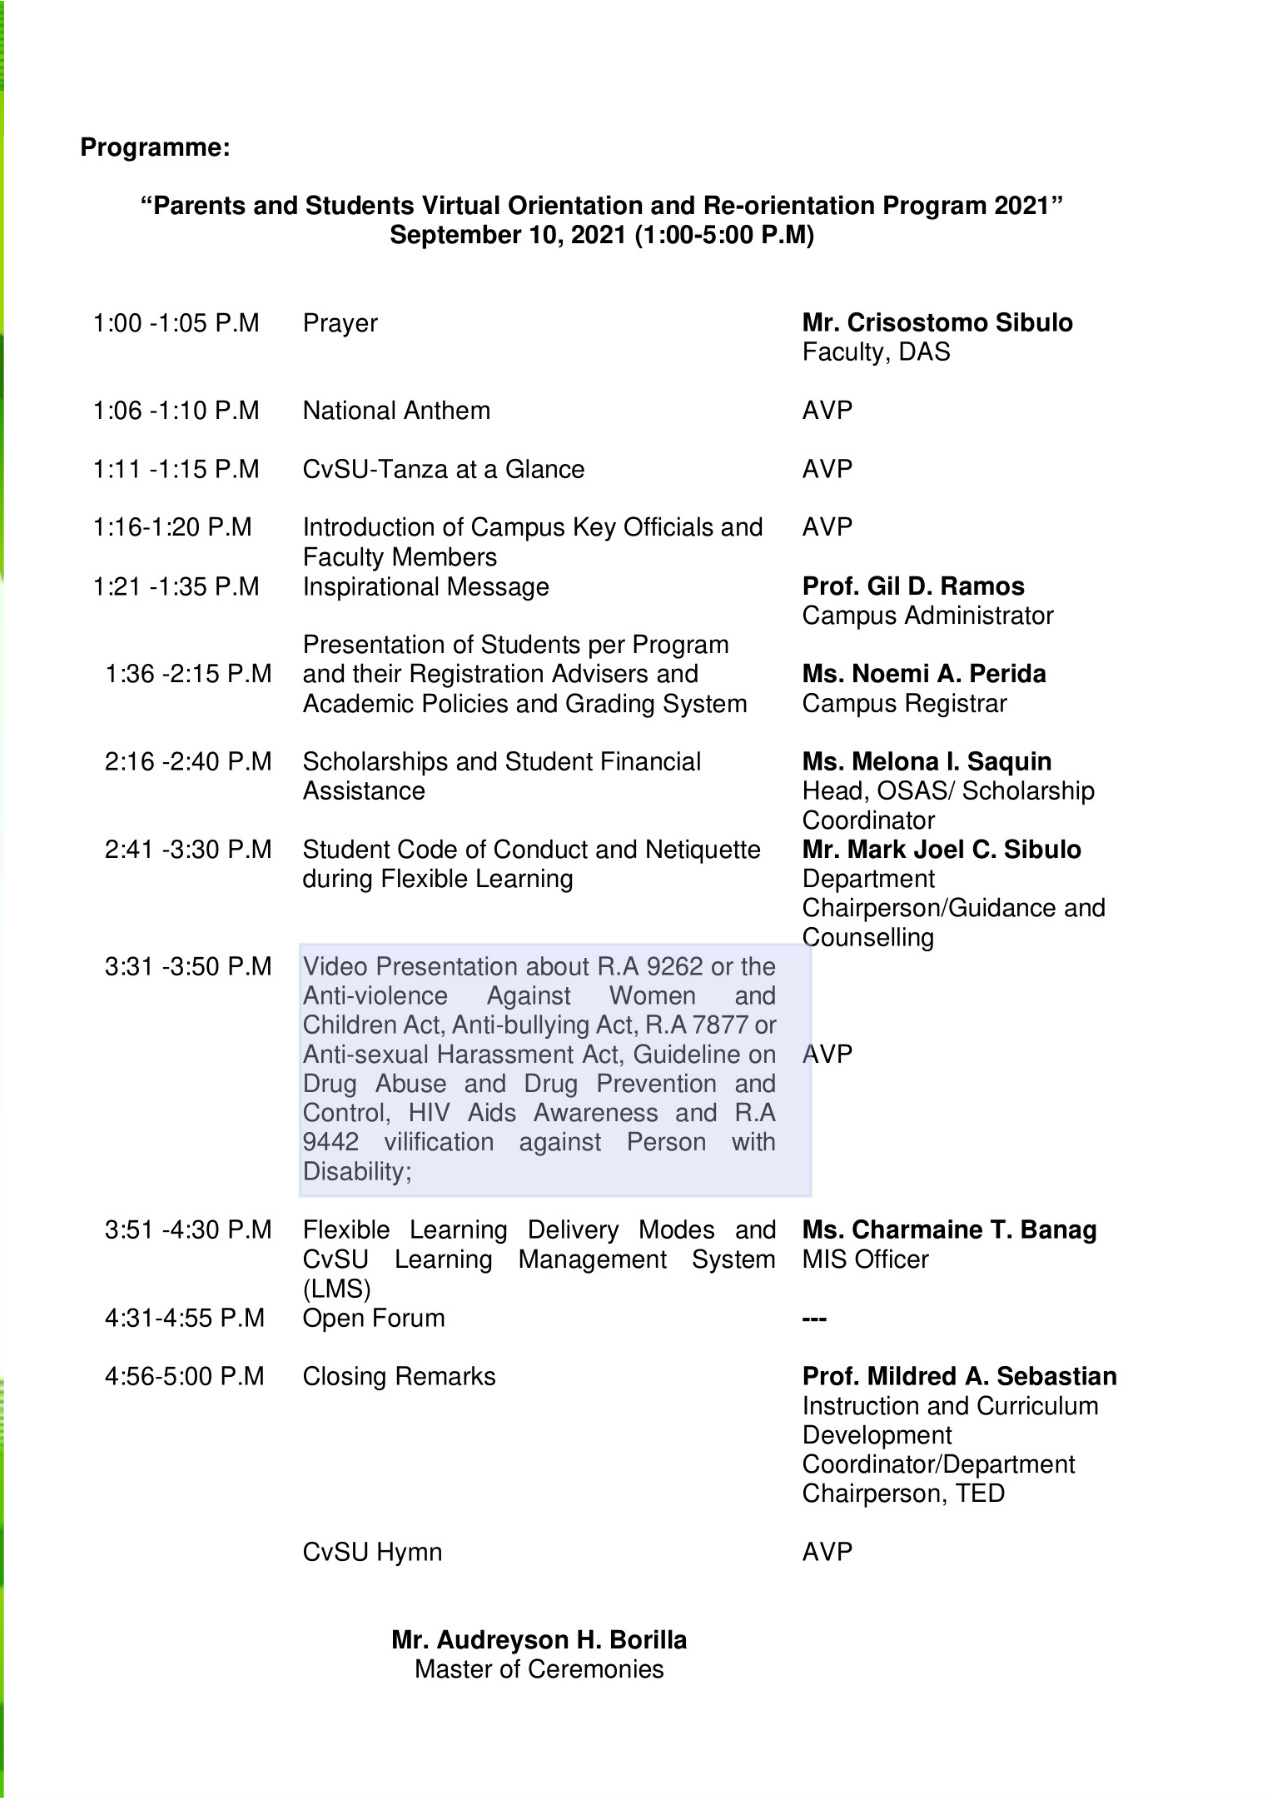 Programme:
“Parents and Students Virtual Orientation and Re-orientation Program 2021”
September 10, 2021 (1:00-5:00 P.M)
1:00 -1:05 P.M Prayer Mr. Crisostomo Sibulo
Faculty, DAS
1:06 -1:10 P.M National Anthem AVP
1:11 -1:15 P.M CvSU-Tanza at a Glance AVP
1:16-1:20 P.M Introduction of Campus Key Officials and AVP
Faculty Members
1:21 -1:35 P.M Inspirational Message Prof. Gil D. Ramos
Campus Administrator
Presentation of Students per Program
1:36 -2:15 P.M and their Registration Advisers and Ms. Noemi A. Perida
Academic Policies and Grading System Campus Registrar
2:16 -2:40 P.M Scholarships and Student Financial Ms. Melona I. Saquin
Assistance Head, OSAS/ Scholarship
Coordinator
2:41 -3:30 P.M Student Code of Conduct and Netiquette Mr. Mark Joel C. Sibulo
during Flexible Learning Department
Chairperson/Guidance and
Counselling
3:31 -3:50 P.M Video Presentation about R.A 9262 or the
Anti-violence Against Women and
Children Act, Anti-bullying Act, R.A 7877 or
Anti-sexual Harassment Act, Guideline on AVP
Drug Abuse and Drug Prevention and
Control, HIV Aids Awareness and R.A
9442 vilification against Person with
Disability;
3:51 -4:30 P.M Flexible Learning Delivery Modes and Ms. Charmaine T. Banag
CvSU Learning Management System MIS Officer
(LMS)
4:31-4:55 P.M Open Forum ---
4:56-5:00 P.M Closing Remarks Prof. Mildred A. Sebastian
Instruction and Curriculum
Development
Coordinator/Department
Chairperson, TED
CvSU Hymn AVP
Mr. Audreyson H. Borilla
Master of Ceremonies